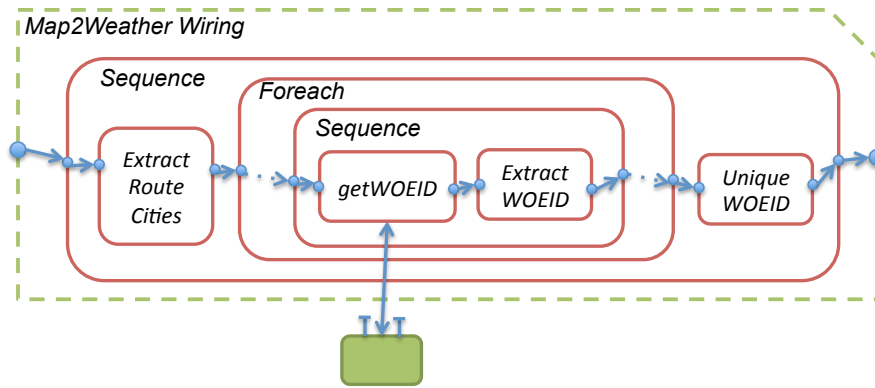 Map2Weather Wiring
Sequence
Foreach
Sequence
Extract
Route
Cities
getWOEID
Extract
WOEID
Unique
WOEID